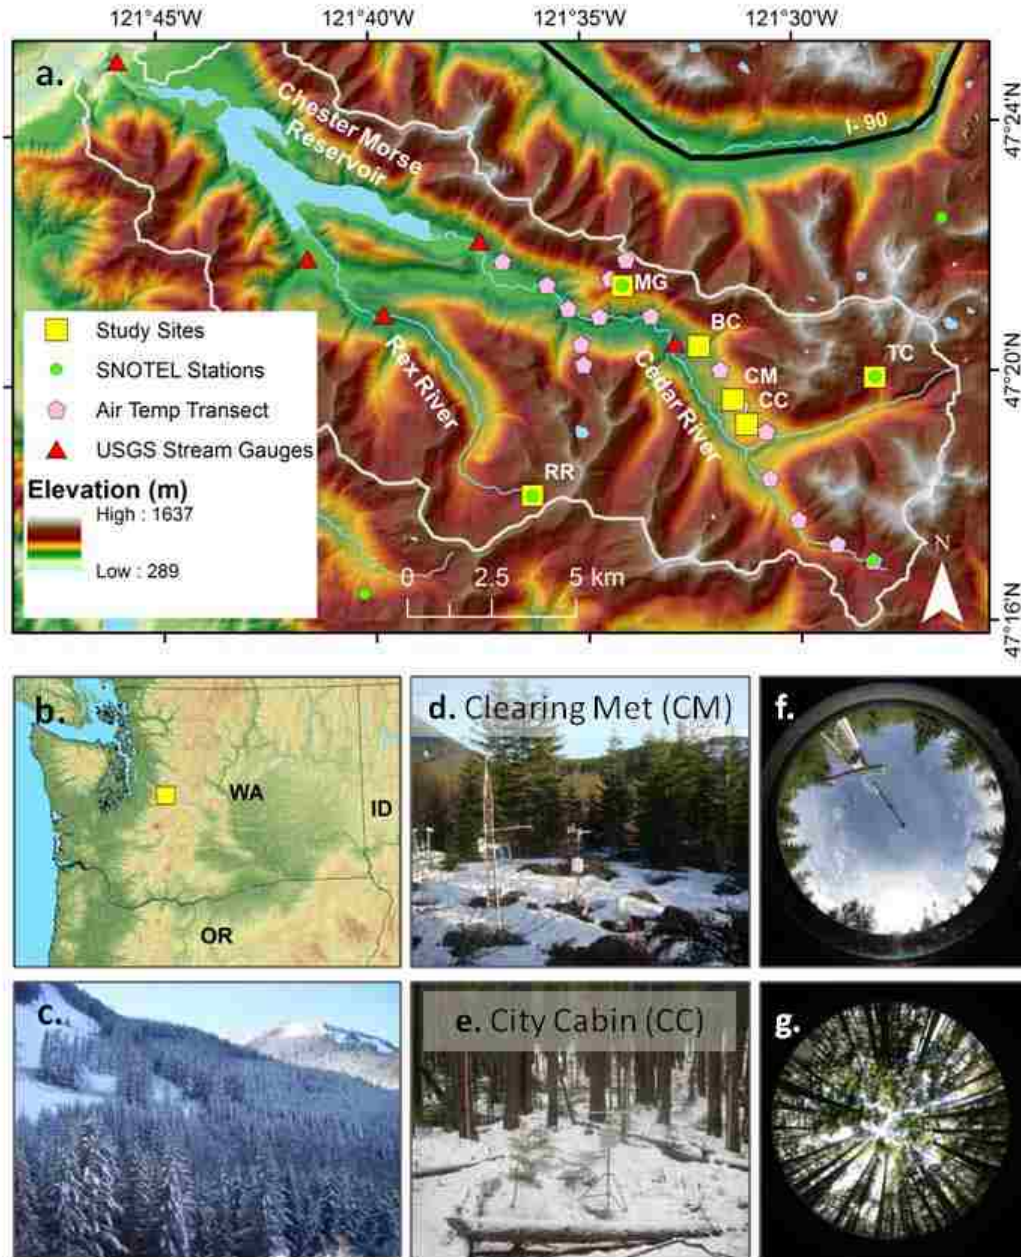 121°45'W 121°40'W 121°35'W 121°30'W
a.
Chester Morse
Reservoir
I- 90
47°24'N
MG
BC
TC
47°20'N
CM
CC
Rex River
Cedar River
RR
Study Sites
SNOTEL Stations
Air Temp Transect
USGS Stream Gauges
Elevation (m)
High : 1637
Low : 289
0 2.5 5 km
N
47°16'N
b.
WA
ID
OR
c.
d. Clearing Met (CM)
e. City Cabin (CC)
f.
g.